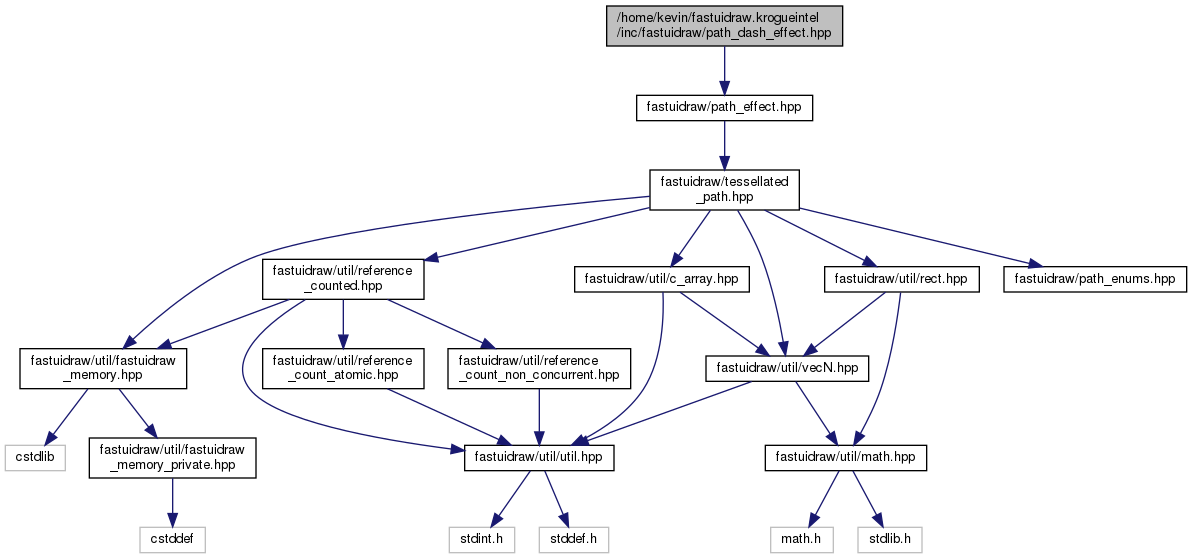 /home/kevin/fastuidraw.krogueintel
/inc/fastuidraw/path_dash_effect.hpp
fastuidraw/path_effect.hpp
fastuidraw/tessellated
_path.hpp
fastuidraw/util/reference
_counted.hpp
fastuidraw/util/c_array.hpp
fastuidraw/util/rect.hpp
fastuidraw/path_enums.hpp
fastuidraw/util/fastuidraw
_memory.hpp
fastuidraw/util/reference
_count_atomic.hpp
fastuidraw/util/reference
_count_non_concurrent.hpp
fastuidraw/util/vecN.hpp
cstdlib
fastuidraw/util/fastuidraw
_memory_private.hpp
fastuidraw/util/util.hpp
fastuidraw/util/math.hpp
cstddef
stdint.h
stddef.h
math.h
stdlib.h